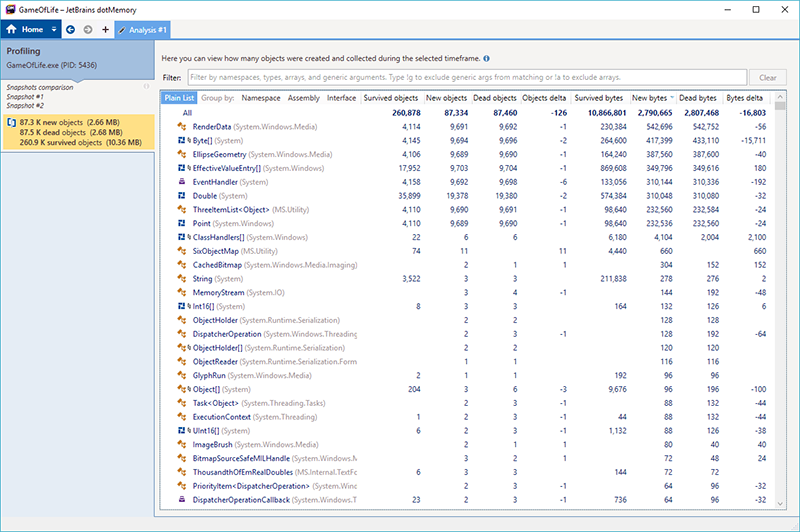 GameOfLife – JetBrains dotMemory
Home Analysis #1
Profiling
GameOfLife.exe (PID: 5436)
Snapshots comparison
Snapshot #1
Snapshot #2
87.3 K new objects (2.66 MB)
87.5 K dead objects (2.68 MB)
260.9 K survived objects (10.36 MB)
Here you can view how many objects were created and collected during the selected timeframe.
Filter: Filter by namespaces, types, arrays, and generic arguments. Type !g to exclude generic args from matching or !a to exclude arrays. Clear
Plain List Group by: Namespace Assembly Interface Survived objects New objects Dead objects Objects delta Survived bytes New bytes Dead bytes Bytes delta
All 260,878 87,334 87,460 -126 10,866,801 2,790,665 2,807,468 -16,803
RenderData (System.Windows.Media) 4,114 9,691 9,692 -1 230,384 542,696 542,752 -56
Byte[] (System) 4,145 9,694 9,696 -2 264,600 417,399 433,110 -15,711
EllipseGeometry (System.Windows.Media) 4,106 9,689 9,690 -1 164,240 387,560 387,600 -40
EffectiveValueEntry[] (System.Windows) 17,952 9,703 9,704 -1 869,608 349,796 349,616 180
EventHandler (System) 4,158 9,692 9,698 -6 133,056 310,144 310,336 -192
Double (System) 35,899 19,378 19,380 -2 574,384 310,048 310,080 -32
ThreeItemList<Object> (MS.Utility) 4,110 9,690 9,691 -1 98,640 232,560 232,584 -24
Point (System.Windows) 4,110 9,689 9,690 -1 98,640 232,536 232,560 -24
ClassHandlers[] (System.Windows) 22 6 6 6,180 4,104 2,004 2,100
SixObjectMap (MS.Utility) 74 11 11 4,440 660 660
CachedBitmap (System.Windows.Media.Imaging) 2 1 1 304 152 152
String (System) 3,522 3 3 211,838 278 276 2
MemoryStream (System.IO) 3 4 -1 144 192 -48
Int16[] (System) 8 3 3 164 132 126 6
ObjectHolder (System.Runtime.Serialization) 2 2 128 128
DispatcherOperation (System.Windows.Threading 2 3 -1 128 192 -64
ObjectHolder[] (System.Runtime.Serialization) 2 2 120 120
ObjectReader (System.Runtime.Serialization.Form 1 1 116 116
GlyphRun (System.Windows.Media) 2 1 1 192 96 96
Object[] (System) 204 3 6 -3 9,676 96 196 -100
Task<Object> (System.Threading.Tasks) 2 3 -1 88 132 -44
ExecutionContext (System.Threading) 1 2 3 -1 44 88 132 -44
UInt16[] (System) 6 2 3 -1 1,132 88 126 -38
ImageBrush (System.Windows.Media) 2 1 1 80 40 40
BitmapSourceSafeMILHandle (System.Windows.M 3 2 1 72 48 24
ThousandthOfEmRealDoubles (MS.Internal.TextFo 6 3 3 144 72 72
PriorityItem<DispatcherOperation> (System.Winc 2 3 -1 64 96 -32
DispatcherOperationCallback (System.Windows.T 23 2 3 -1 736 64 96 -32